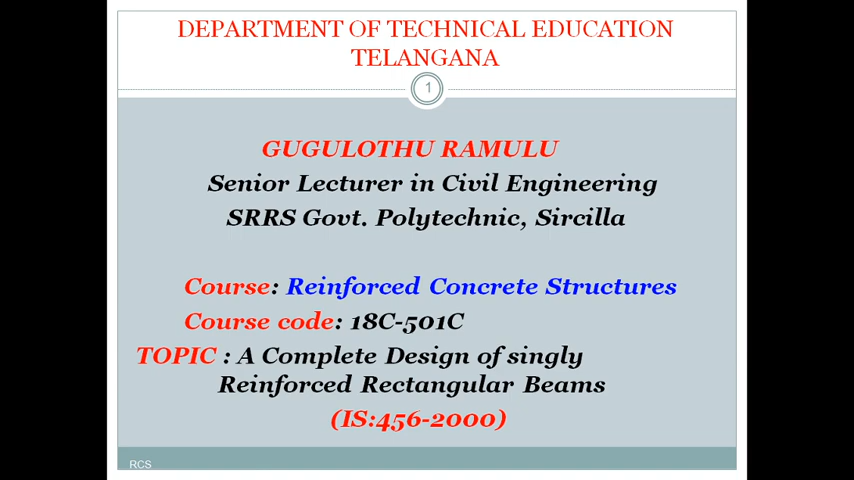 DEPARTMENT OF TECHNICAL EDUCATION
TELANGANA
1
GUGULOTHU RAMULU
Senior Lecturer in Civil Engineering
SRRS Govt. Polytechnic, Sircilla
Course: Reinforced Concrete Structures
Course code: 18C-501C
TOPIC : A Complete Design of singly
Reinforced Rectangular Beams
(IS:456-2000)
RCS